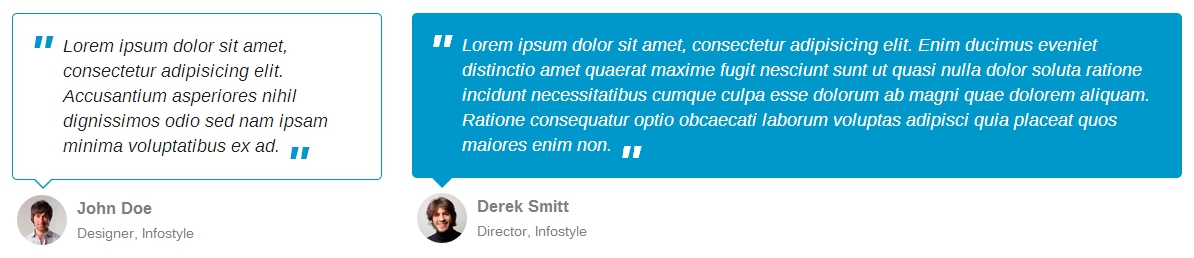 " Lorem ipsum dolor sit amet,
consectetur adipisicing elit.
Accusantium asperiores nihil
dignissimos odio sed nam ipsam
minima voluptatibus ex ad. "
John Doe
Designer, Infostyle
" Lorem ipsum dolor sit amet, consectetur adipisicing elit. Enim ducimus eveniet
distinctio amet quaerat maxime fugit nesciunt sunt ut quasi nulla dolor soluta ratione
incidunt necessitatibus cumque culpa esse dolorum ab magni quae dolorem aliquam.
Ratione consequatur optio obcaecati laborum voluptas adipisci quia placeat quos
maiores enim non. "
Derek Smitt
Director, Infostyle